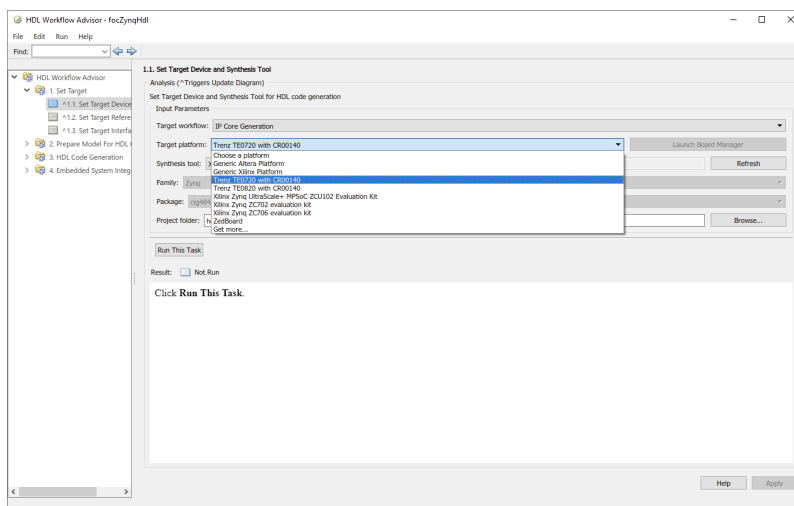 HDL Workflow Advisor - focZynqHdl
File Edit Run Help
Find:
HDL Workflow Advisor
1. Set Target
^1.1. Set Target Device
^1.2. Set Target Refere
^1.3. Set Target Interfa
2. Prepare Model For HDL
3. HDL Code Generation
4. Embedded System Integ
1.1. Set Target Device and Synthesis Tool
Analysis (^Triggers Update Diagram)
Set Target Device and Synthesis Tool for HDL code generation
Input Parameters
Target workflow: IP Core Generation
Target platform: Trenz TE0720 with CR00140 Launch Board Manager
Choose a platform
Synthesis tool: Generic Altera Platform Refresh
Generic Xilinx Platform
Trenz TE0720 with CR00140
Family: Zynq Trenz TE0820 with CR00140
Xilinx Zynq UltraScale+ MPSoC ZCU102 Evaluation Kit
Package: clg484 Xilinx Zynq ZC702 evaluation kit
Xilinx Zynq ZC706 evaluation kit
Project folder: ZedBoard Browse...
Get more...
Run This Task
Result: Not Run
Click Run This Task.
Help Apply